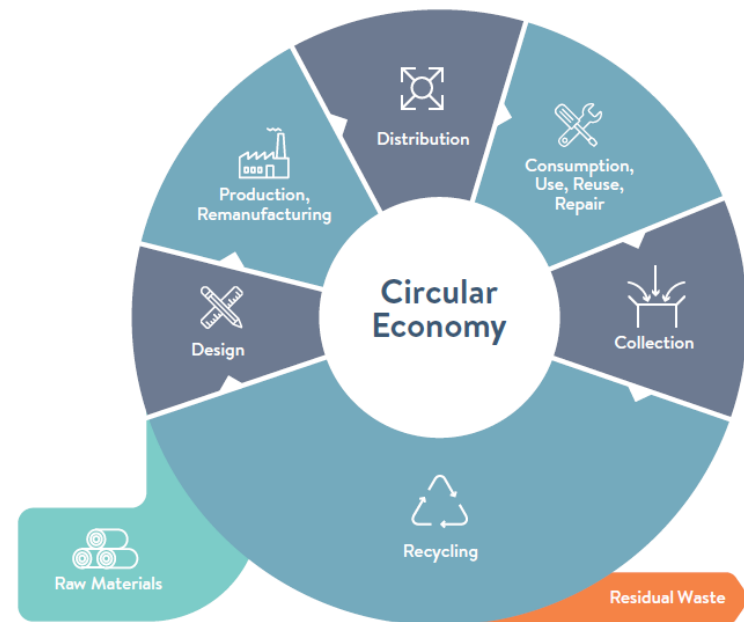 Distribution
Consumption,
Use, Reuse,
Repair
Production,
Remanufacturing
Circular
Economy
Collection
Design
Recycling
Raw Materials
Residual Waste